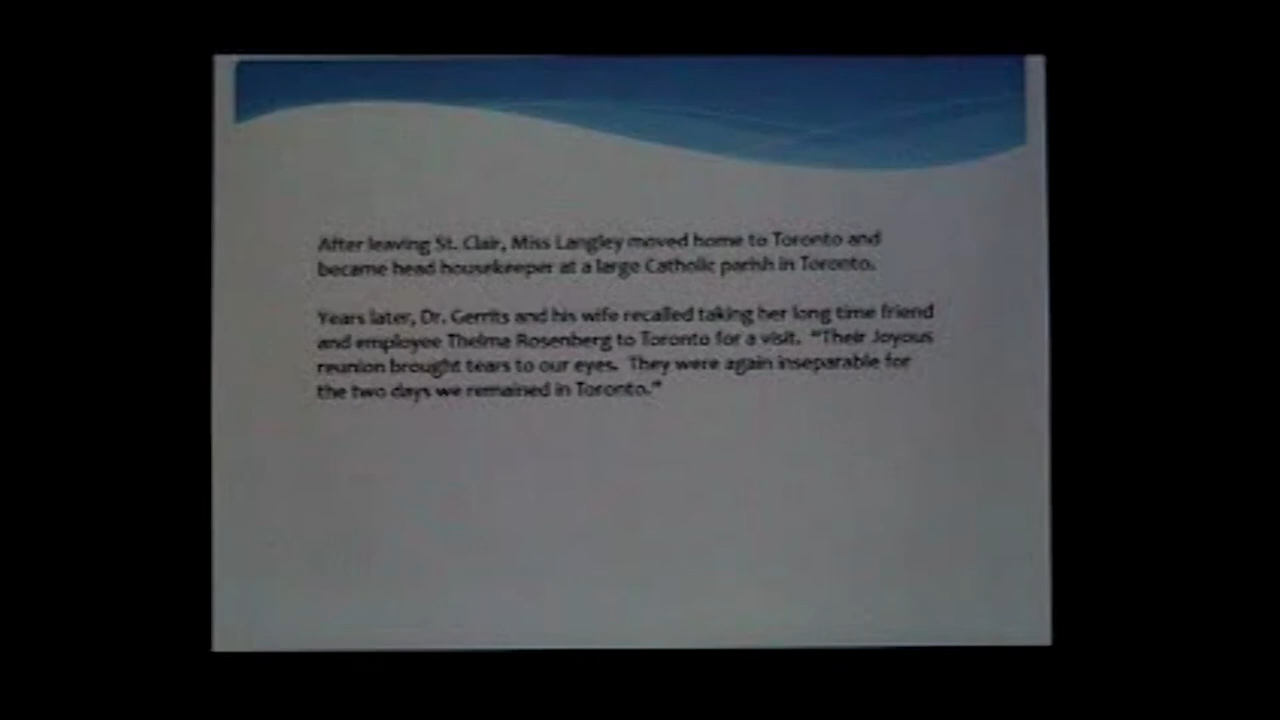 After leaving St. Clair, Miss Langley moved home to Toronto and
became head housekeeper at a large Catholic parish in Toronto.
Years later, Dr. Gerrits and his wife recalled taking her long time friend
and employee Thelma Rosenberg to Toronto for a visit. "Their Joyous
reunion brought tears to our eyes. They were again inseparable for
the two days we remained in Toronto."